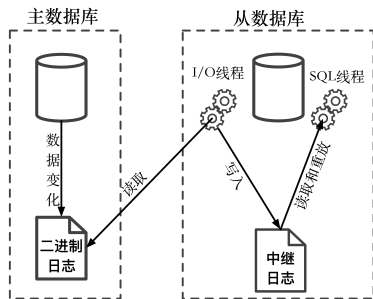 主数据库
从数据库
I/O线程
SQL线程
数据变化
读取
写入
读取和重放
二进制
日志
中继
日志